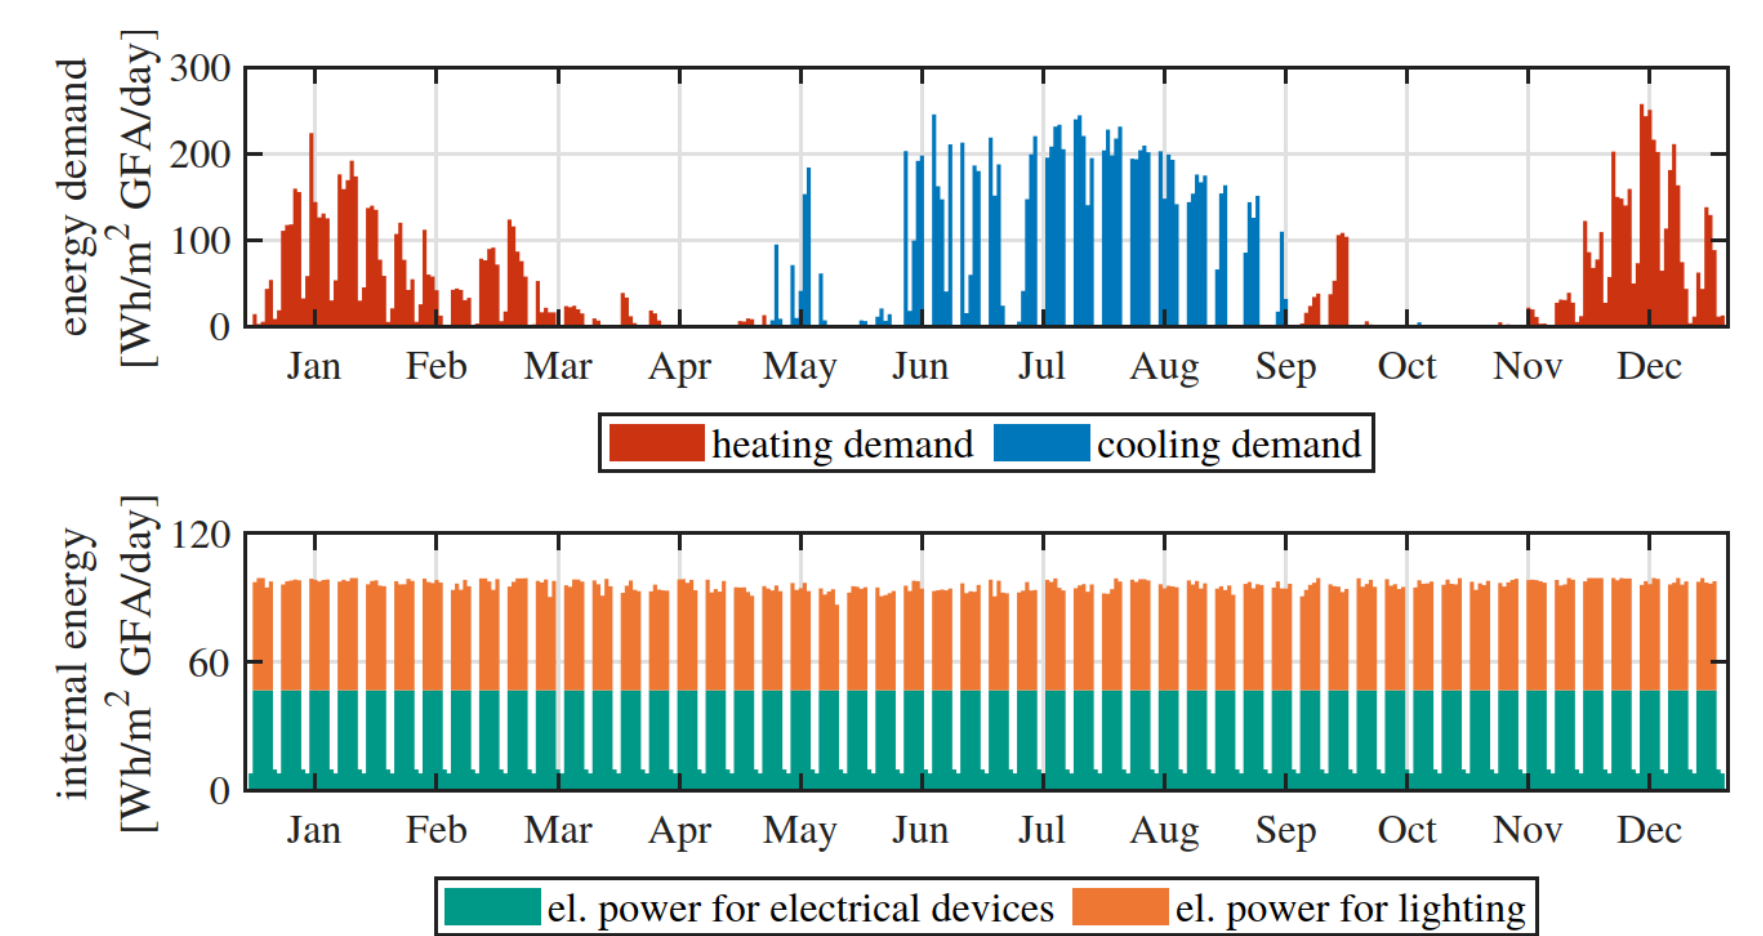 energy demand
[Wh/m² GFA/day]
300
200
100
0
Jan Feb Mar Apr May Jun Jul Aug Sep Oct Nov Dec
heating demand cooling demand
internal energy
[Wh/m² GFA/day]
120
60
0
Jan Feb Mar Apr May Jun Jul Aug Sep Oct Nov Dec
el. power for electrical devices el. power for lighting